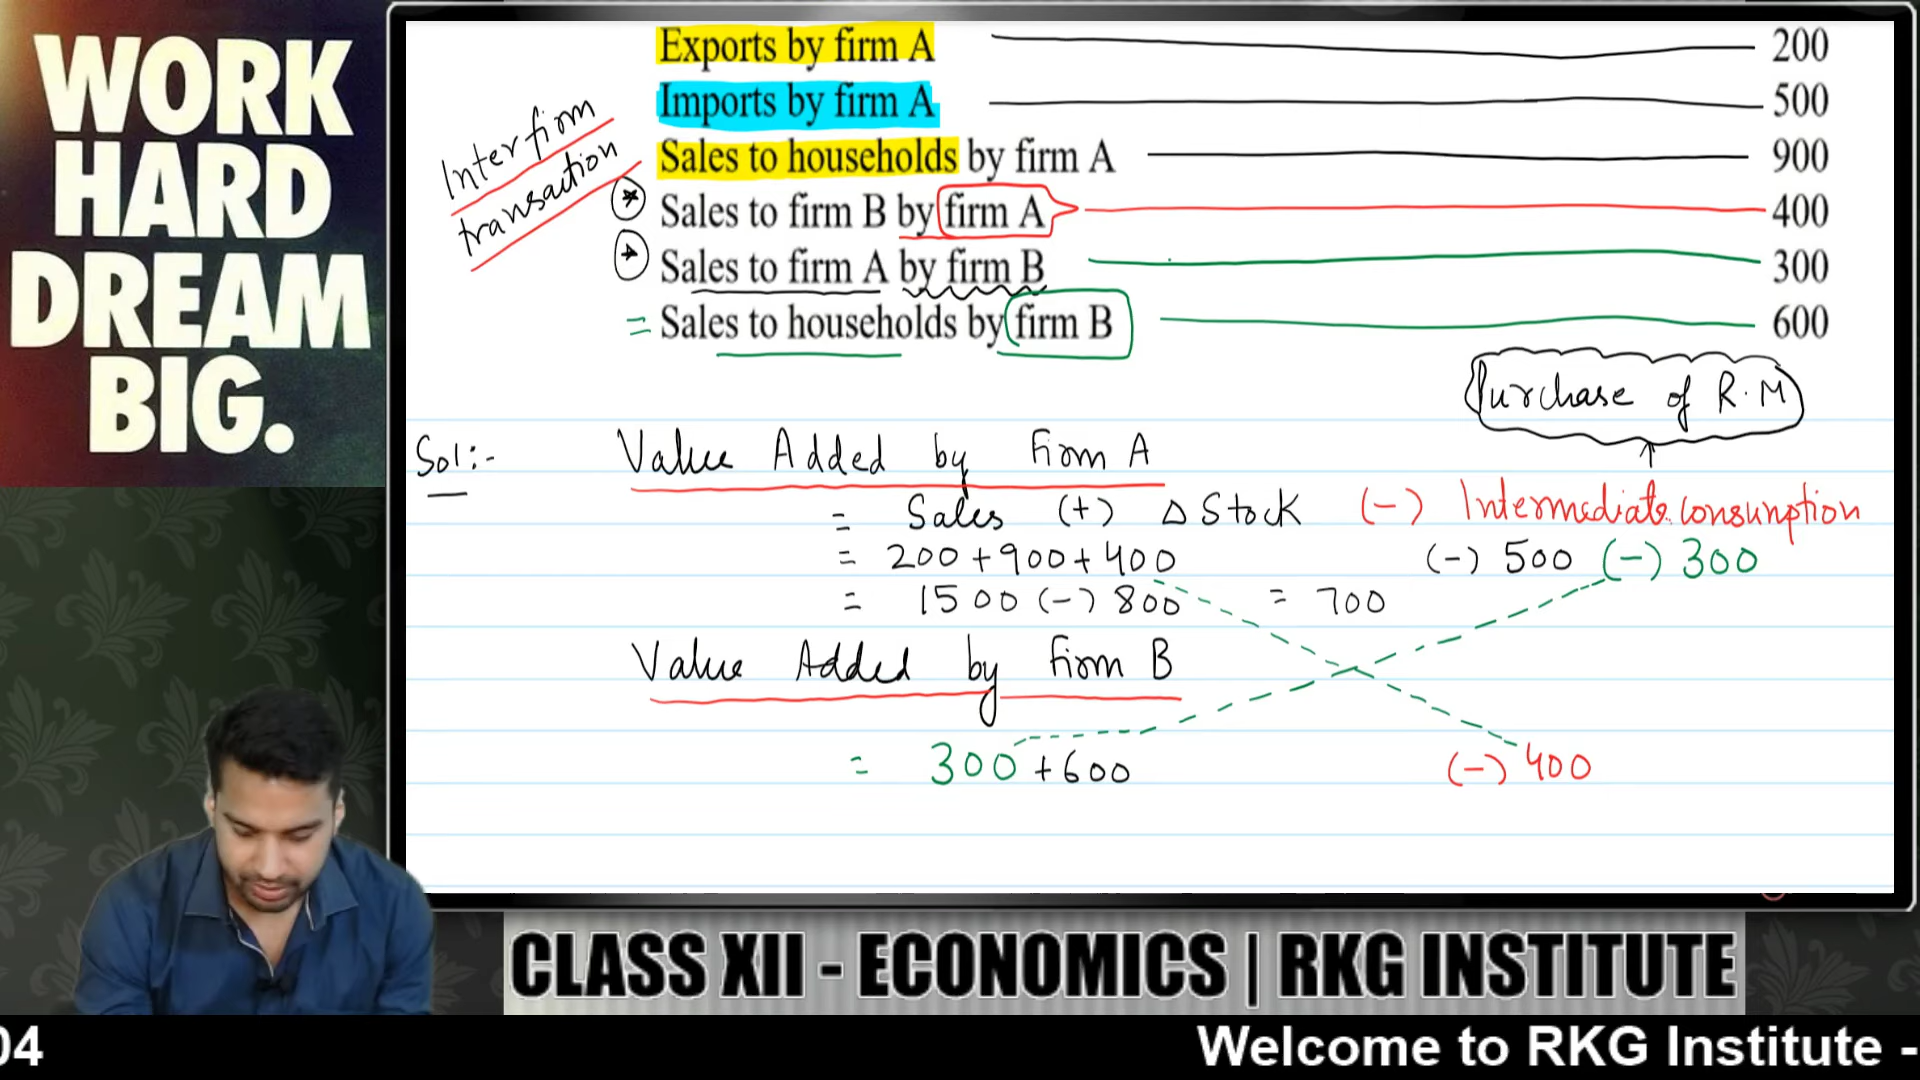 WORK
HARD
DREAM
BIG.
Exports by firm A 200
Imports by firm A 500
Sales to households by firm A 900
Sales to firm B by firm A 400
Sales to firm A by firm B 300
= Sales to households by firm B 600
Interfirm
transaction
Purchase of R.M
Sol:-
Value Added by Firm A
= Sales (+) Δ Stock (-) Intermediate consumption
= 200 + 900 + 400 (-) 500 (-) 300
= 1500 (-) 800 = 700
Value Added by Firm B
= 300 + 600 (-) 400
CLASS XII - ECONOMICS | RKG INSTITUTE
04 Welcome to RKG Institute -